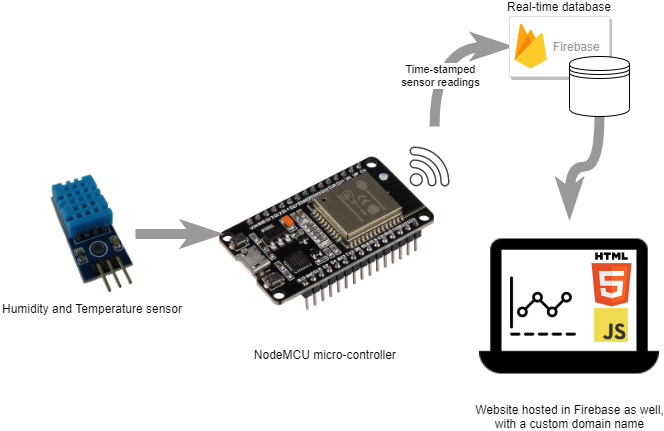 Real-time database
Firebase
Time-stamped
sensor readings
Humidity and Temperature sensor
NodeMCU micro-controller
HTML
5
JS
Website hosted in Firebase as well,
with a custom domain name